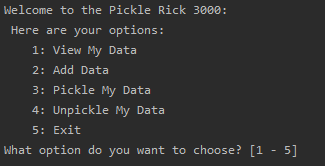 Welcome to the Pickle Rick 3000:
 Here are your options:
    1: View My Data
    2: Add Data
    3: Pickle My Data
    4: Unpickle My Data
    5: Exit
What option do you want to choose? [1 - 5]